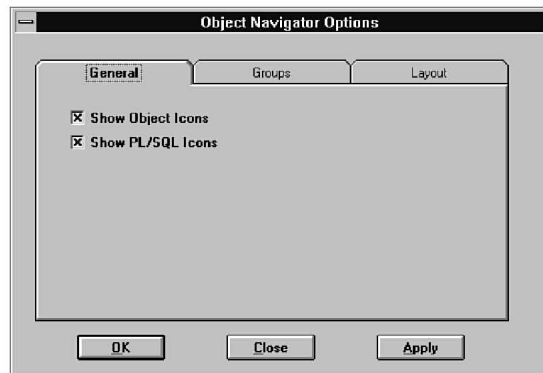 Object Navigator Options
General Groups Layout
Show Object Icons
Show PL/SQL Icons
OK Close Apply